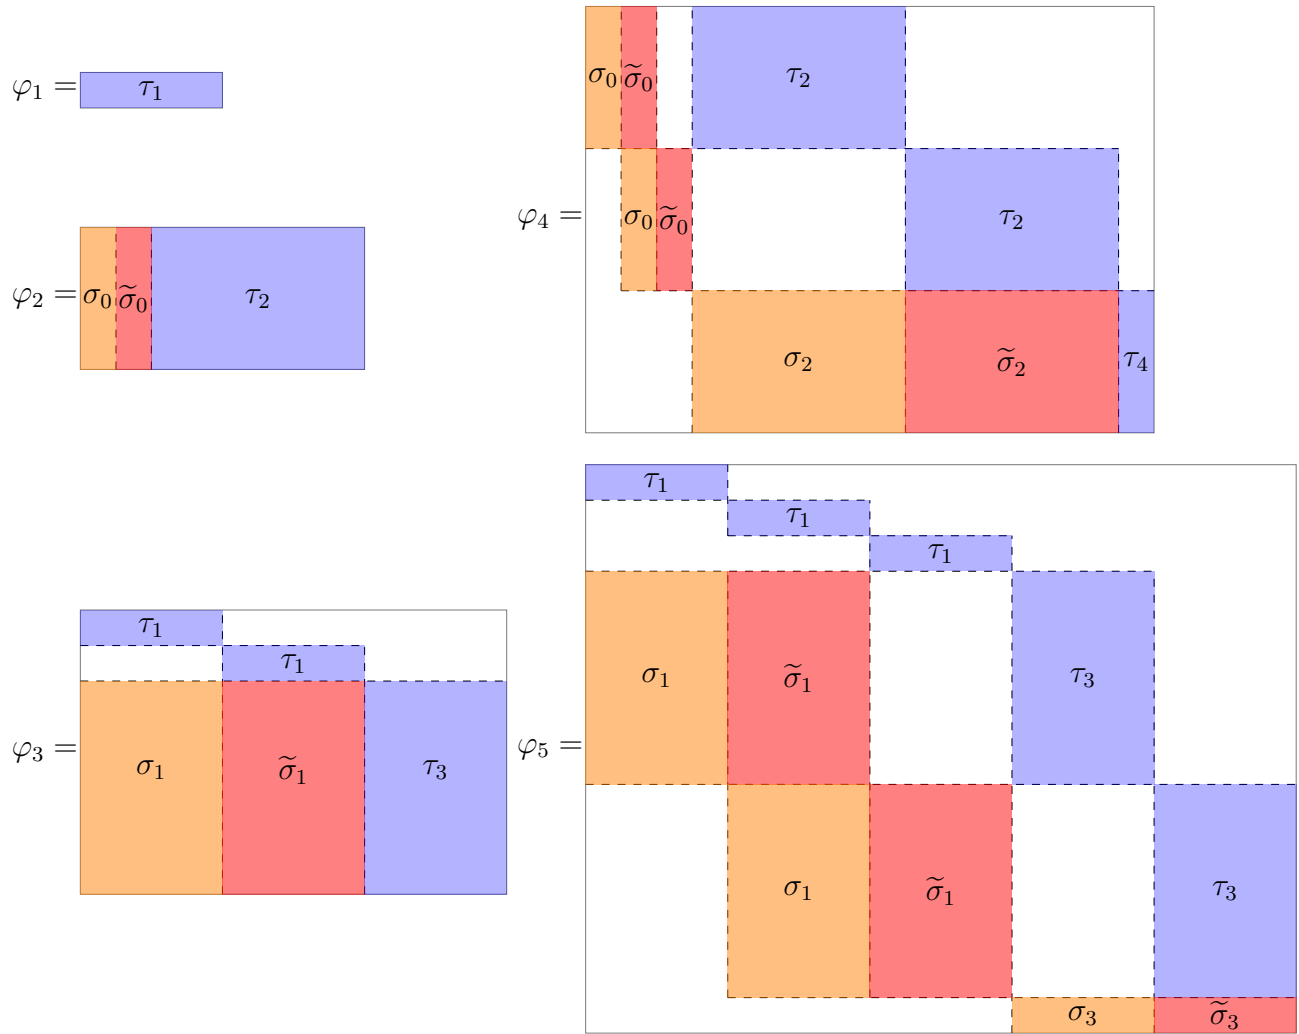 φ₁ = τ₁
φ₂ = σ₀ σ̃₀ τ₂
φ₄ =
σ₀ σ̃₀ τ₂
σ₀ σ̃₀ τ₂
σ₂ σ̃₂ τ₄
φ₃ =
τ₁
τ₁
σ₁ σ̃₁ τ₃
φ₅ =
τ₁
τ₁
τ₁
σ₁ σ̃₁ τ₃
σ₁ σ̃₁ τ₃
σ₃ σ̃₃